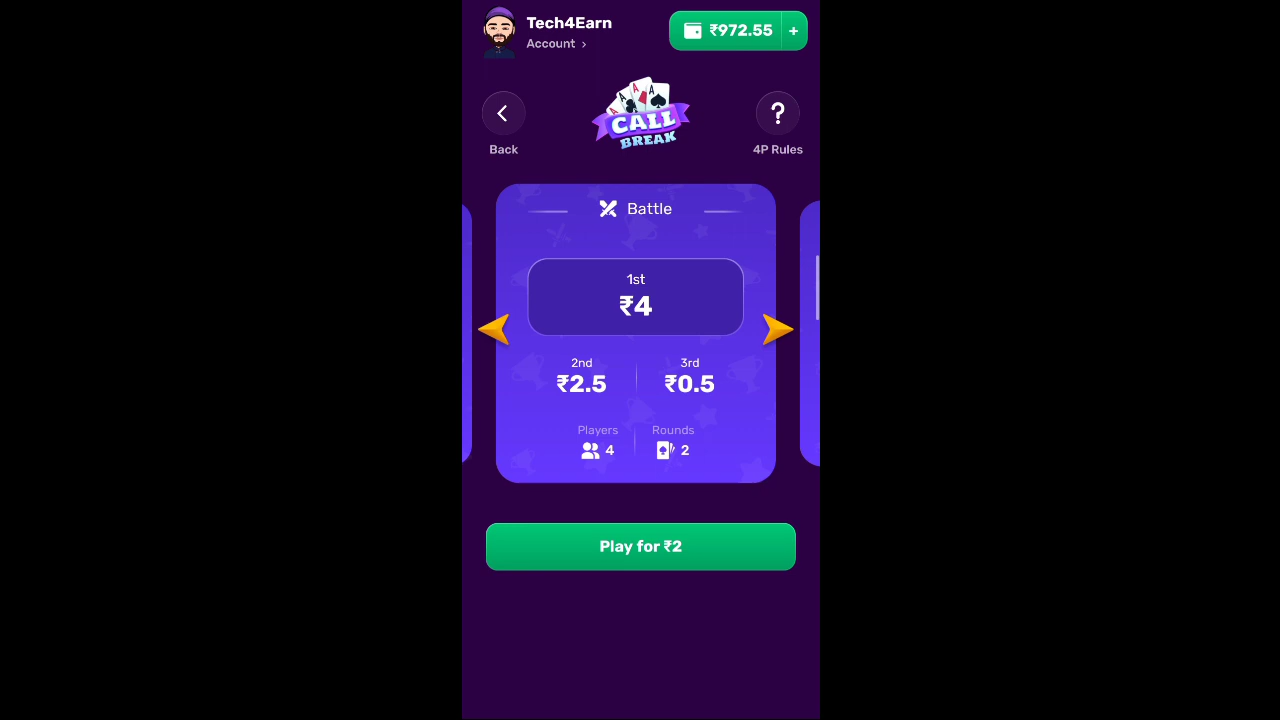 Tech4Earn
Account >
₹972.55 +
A A A A
CALL
BREAK
?
Back
4P Rules
Battle
1st
₹4
2nd
3rd
₹2.5
₹0.5
Players
Rounds
4
2
Play for ₹2